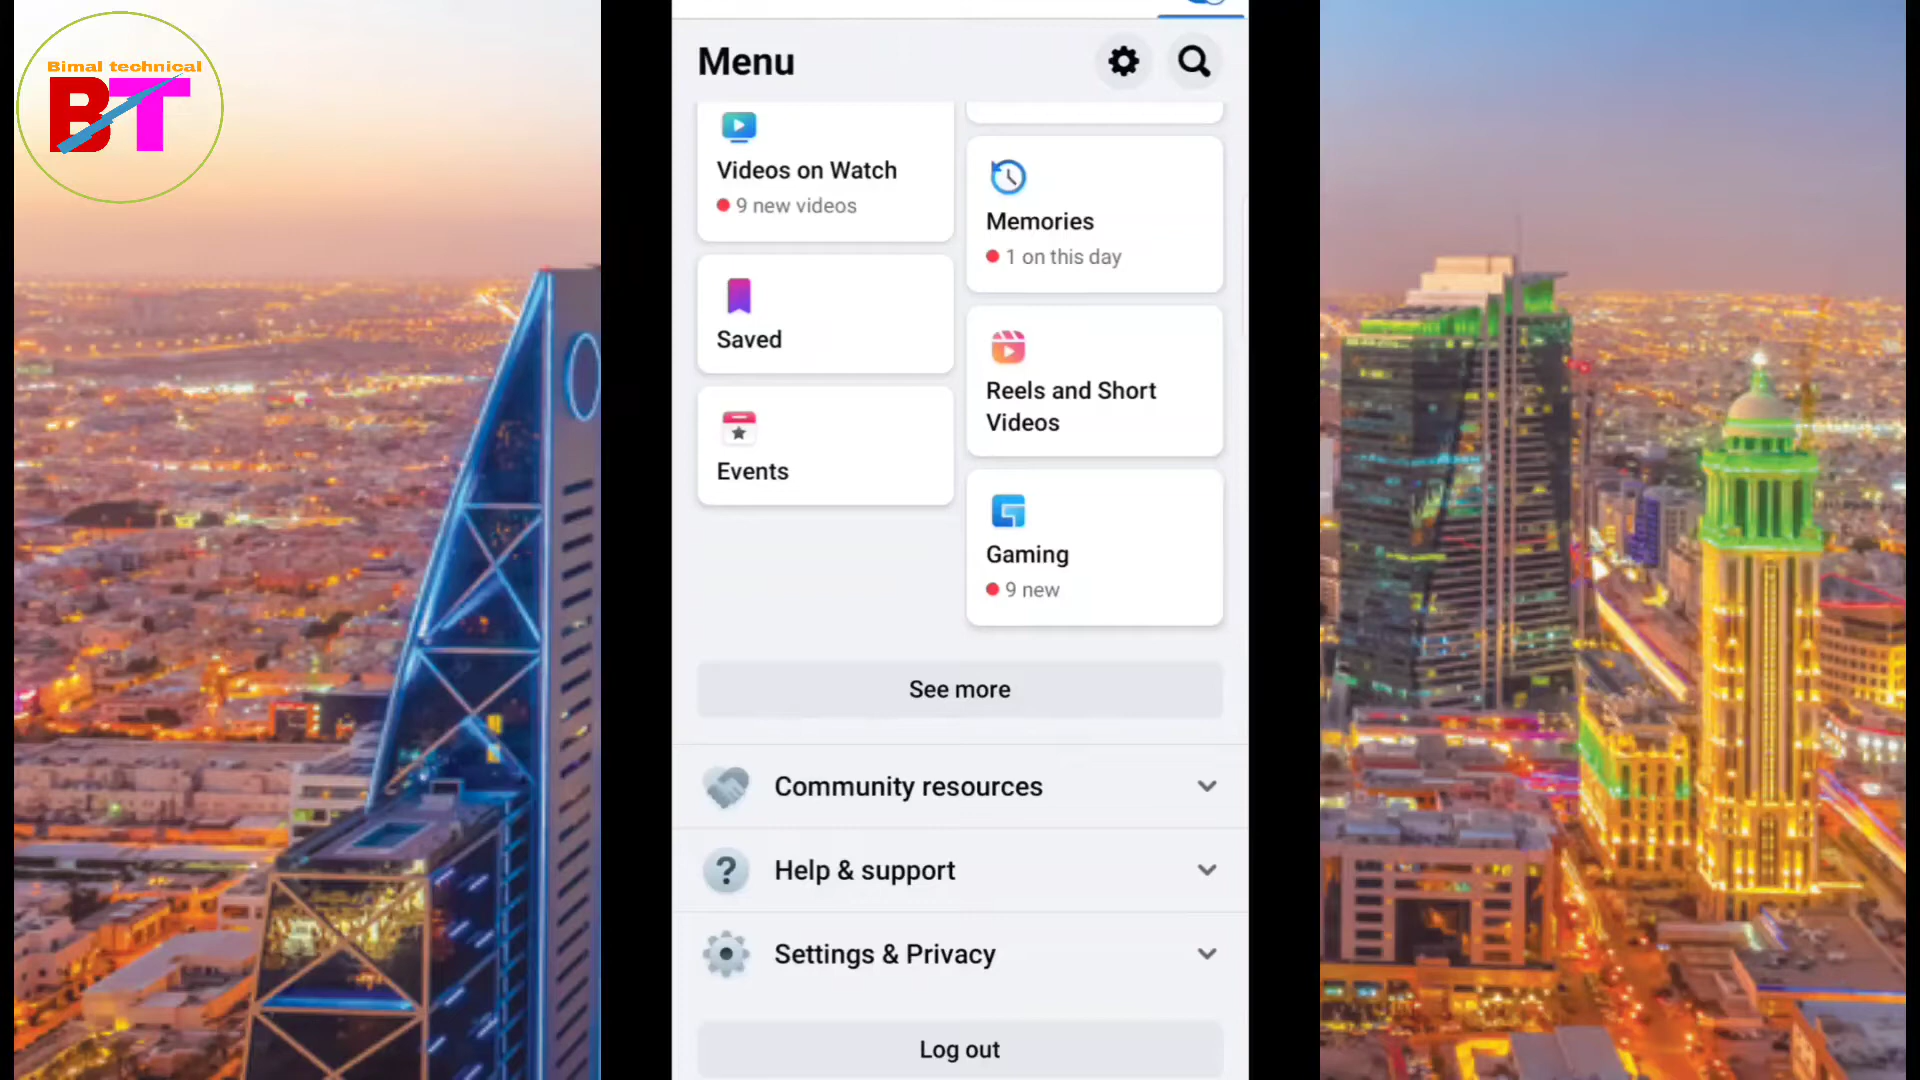 Bimal technical
BT
Menu
Videos on Watch
9 new videos
Memories
1 on this day
Saved
Reels and Short
Videos
Events
Gaming
9 new
See more
Community resources
Help & support
Settings & Privacy
Log out